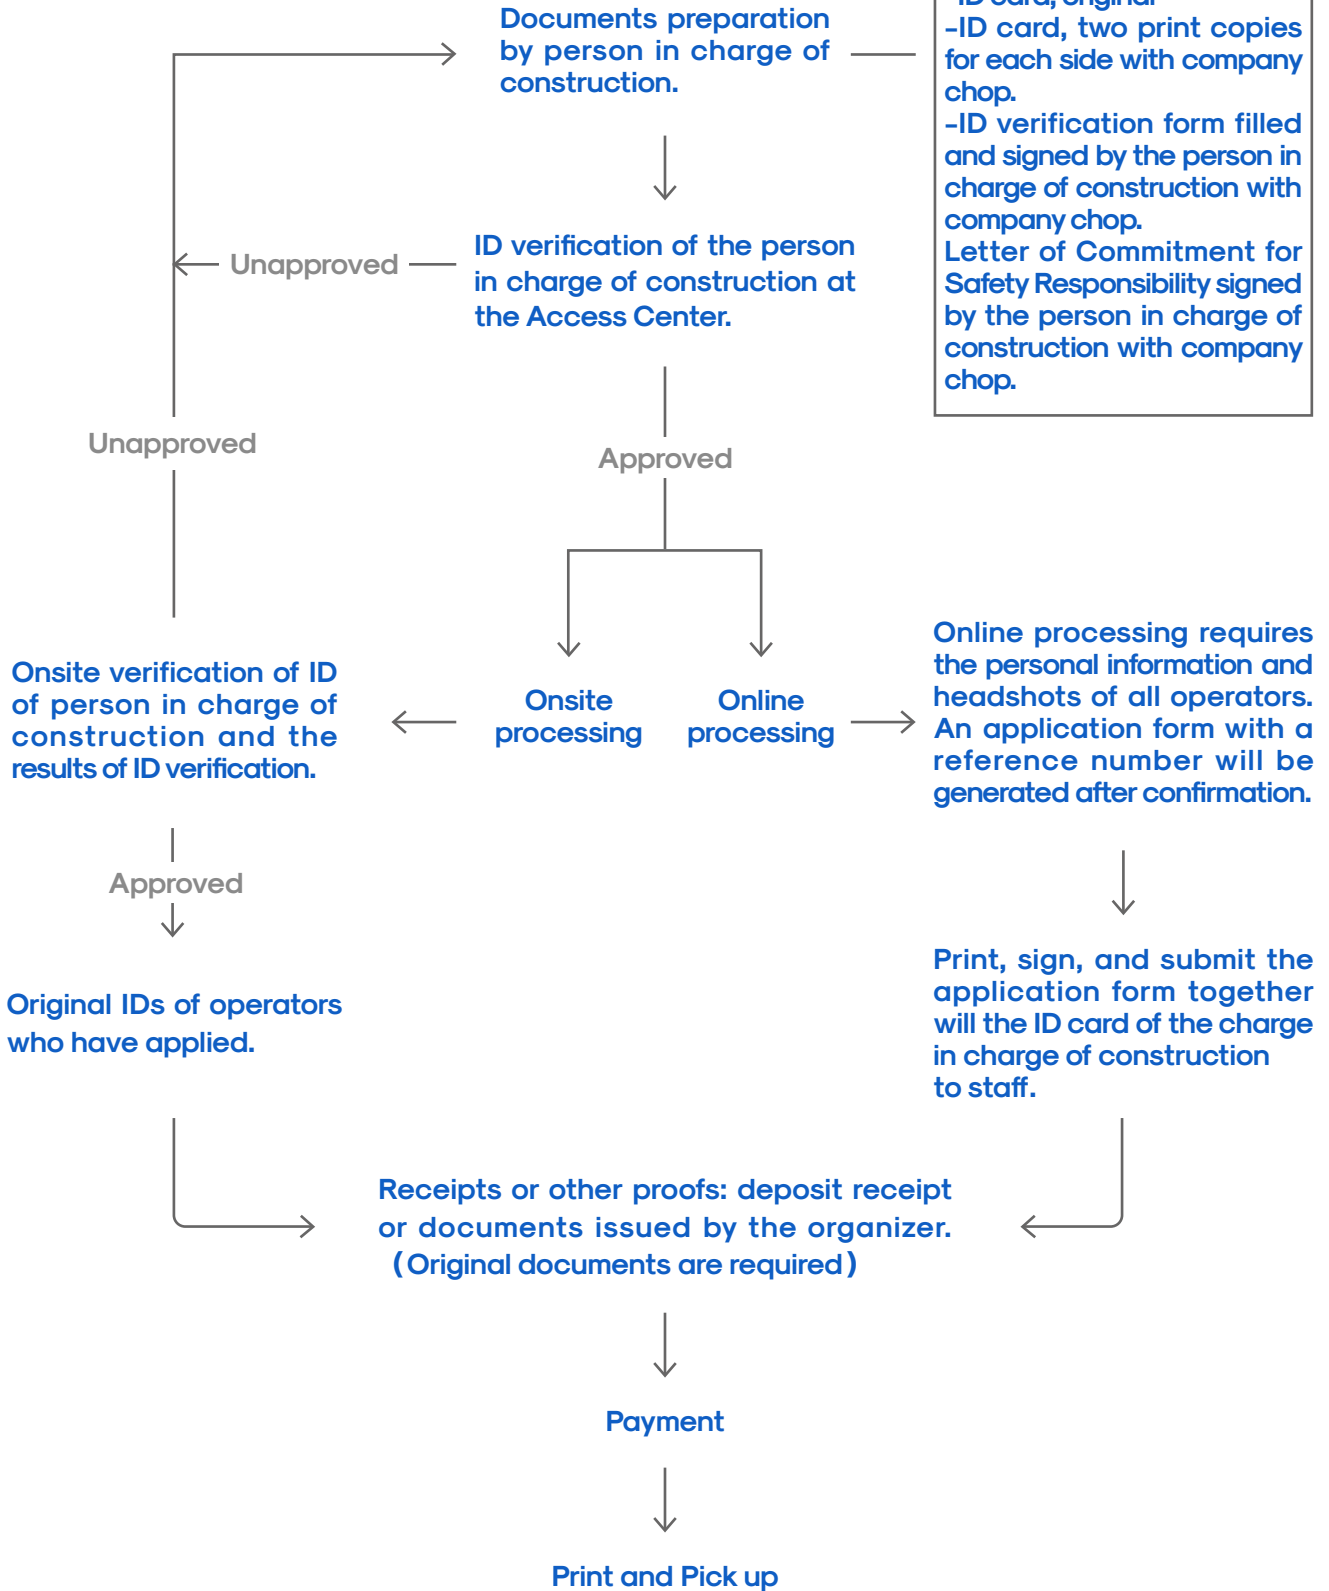 Documents preparation
by person in charge of
construction.
-ID card, original
-ID card, two print copies
for each side with company
chop.
-ID verification form filled
and signed by the person in
charge of construction with
company chop.
Letter of Commitment for
Safety Responsibility signed
by the person in charge of
construction with company
chop.
Unapproved
ID verification of the person
in charge of construction at
the Access Center.
Unapproved
Approved
Onsite verification of ID
of person in charge of
construction and the
results of ID verification.
Onsite
processing
Online
processing
Online processing requires
the personal information and
headshots of all operators.
An application form with a
reference number will be
generated after confirmation.
Approved
Original IDs of operators
who have applied.
Print, sign, and submit the
application form together
will the ID card of the charge
in charge of construction
to staff.
Receipts or other proofs: deposit receipt
or documents issued by the organizer.
(Original documents are required)
Payment
Print and Pick up